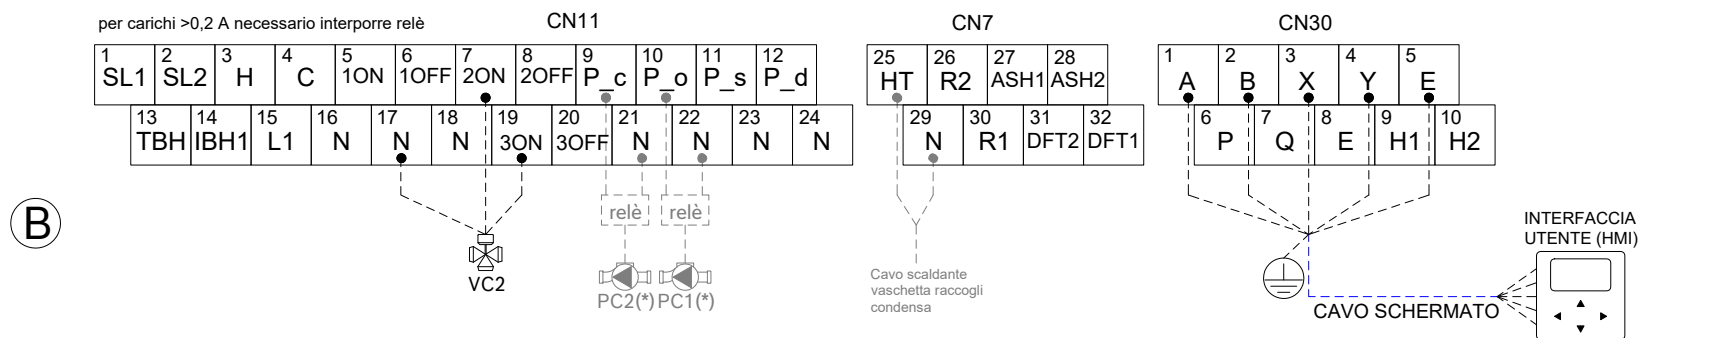 per carichi >0,2 A necessario interporre relè
CN11
CN7
CN30
1 2 3 4 5 6 7 8 9 10 11 12
SL1 SL2 H C 1ON 1OFF 2ON 2OFF P_c P_o P_s P_d
13 14 15 16 17 18 19 20 21 22 23 24
TBH IBH1 L1 N N N 3ON 3OFF N N N N
25 26 27 28
HT R2 ASH1 ASH2
29 30 31 32
N R1 DFT2 DFT1
1 2 3 4 5
A B X Y E
6 7 8 9 10
P Q E H1 H2
B
relè relè
VC2
PC2(*) PC1(*)
Cavo scaldante
vaschetta raccogli
condensa
INTERFACCIA
UTENTE (HMI)
CAVO SCHERMATO